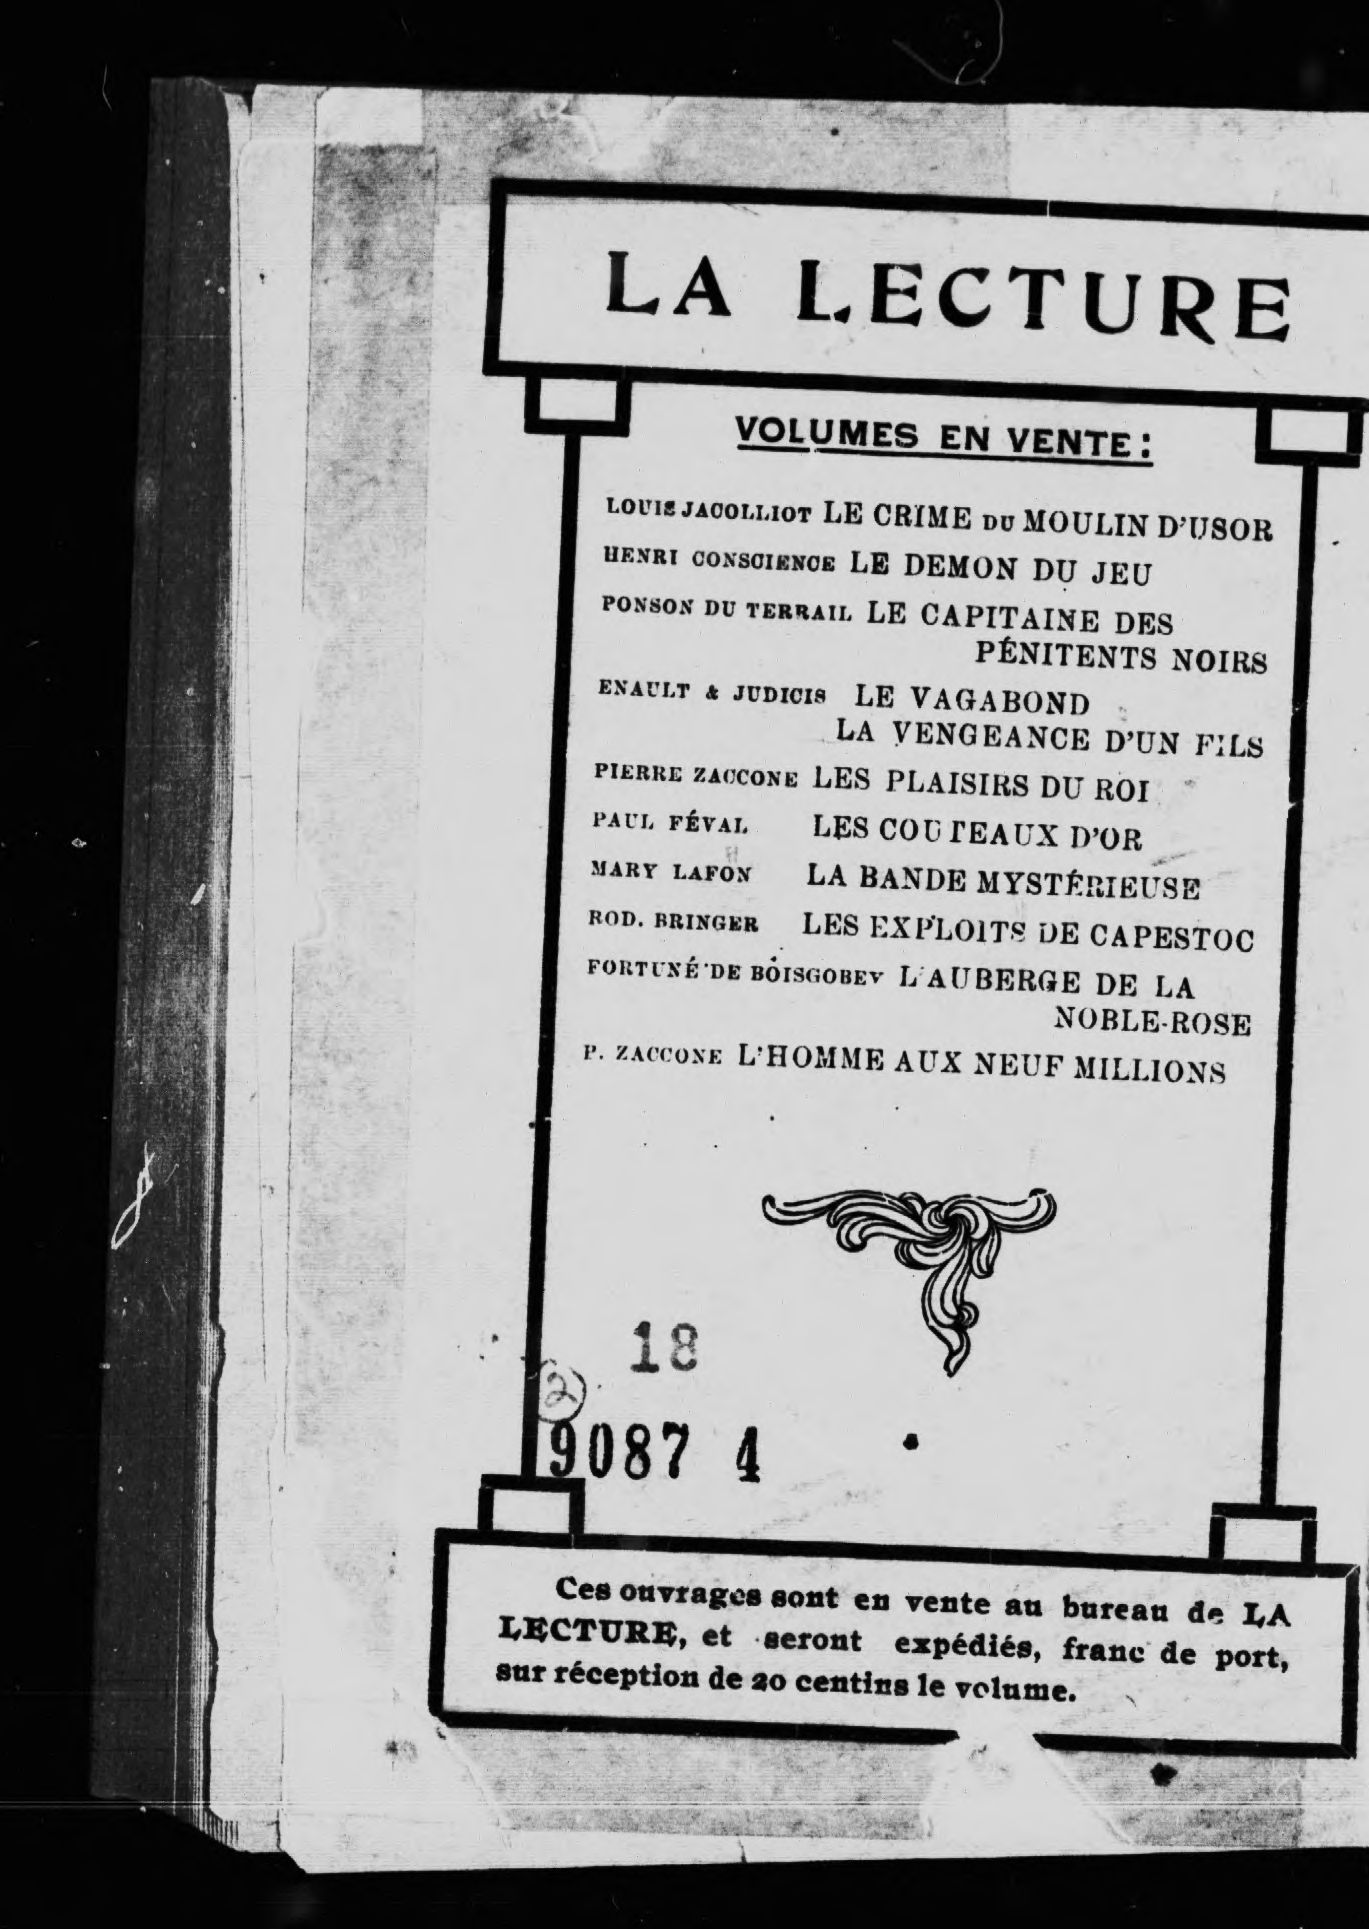 LA LECTURE
VOLUMES EN VENTE:
LOUIS JACOLLIOT LE CRIME DU MOULIN D'USOR
HENRI CONSCIENCE LE DEMON DU JEU
PONSON DU TERRAIL LE CAPITAINE DES
PÉNITENTS NOIRS
ENAULT & JUDICIS LE VAGABOND
LA VENGEANCE D'UN FILS
PIERRE ZACCONE LES PLAISIRS DU ROI
PAUL FÉVAL LES COUTEAUX D'OR
MARY LAFON LA BANDE MYSTÉRIEUSE
ROD. BRINGER LES EXPLOITS DE CAPESTOC
FORTUNÉ DE BOISGOBEY L'AUBERGE DE LA
NOBLE-ROSE
P. ZACCONE L'HOMME AUX NEUF MILLIONS
18
2
9087 4
Ces ouvrages sont en vente au bureau de LA
LECTURE, et seront expédiés, franc de port,
sur réception de 20 centins le volume.